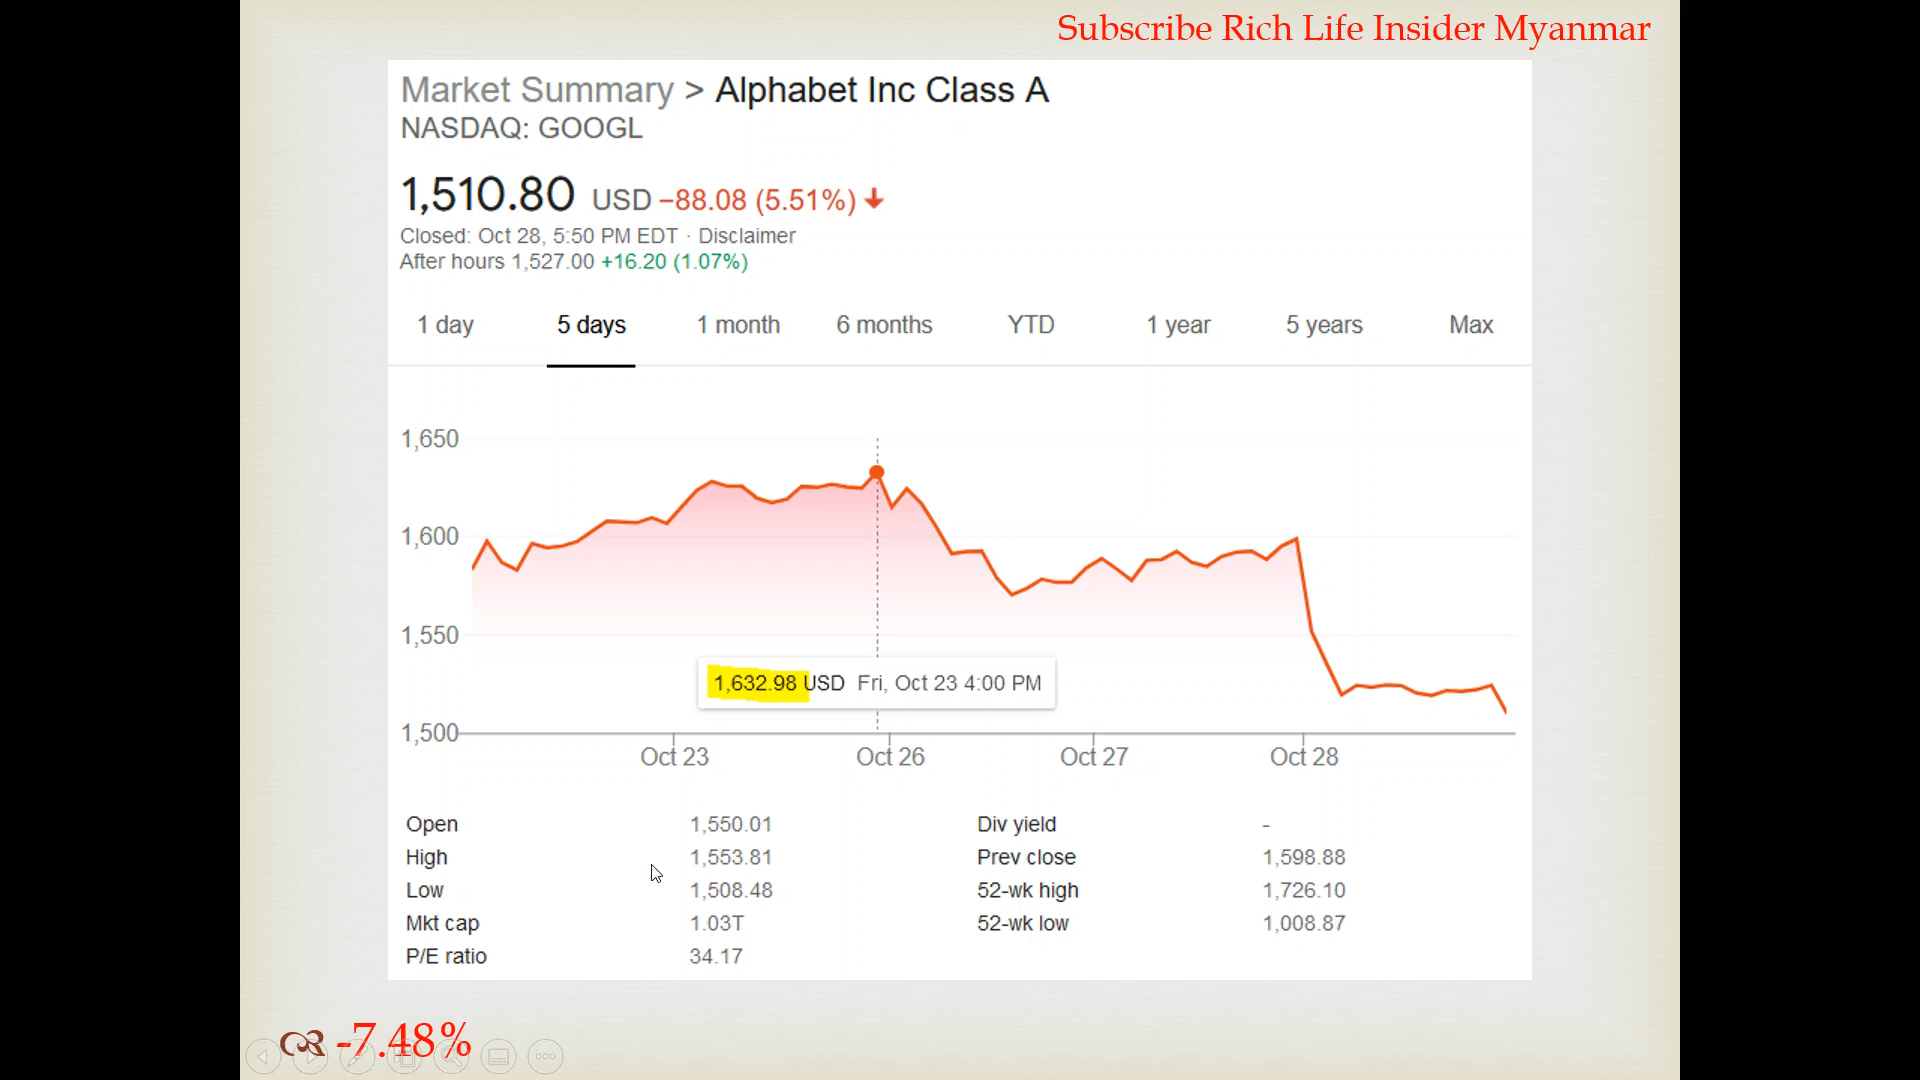 Subscribe Rich Life Insider Myanmar
Market Summary > Alphabet Inc Class A
NASDAQ: GOOGL
1,510.80 USD −88.08 (5.51%)
Closed: Oct 28, 5:50 PM EDT · Disclaimer
After hours 1,527.00 +16.20 (1.07%)
1 day 5 days 1 month 6 months YTD 1 year 5 years Max
1,650
1,600
1,550
1,632.98 USD Fri, Oct 23 4:00 PM
1,500
Oct 23 Oct 26 Oct 27 Oct 28
Open 1,550.01 Div yield -
High 1,553.81 Prev close 1,598.88
Low 1,508.48 52-wk high 1,726.10
Mkt cap 1.03T 52-wk low 1,008.87
P/E ratio 34.17
-7.48%